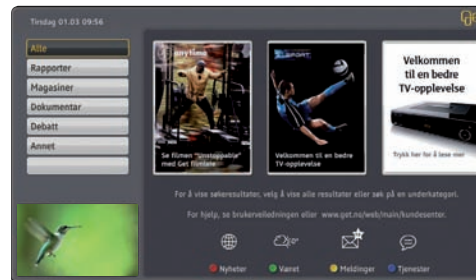 Tirsdag 01.03 09:56
Alle
Rapporter
Magasiner
Dokumentar
Debatt
Annet
anytime
Se filmen "Unstoppable"
med Get filmleie
SPORT
Velkommen til en bedre
TV-opplevelse
Velkommen
til en bedre
TV-opplevelse
Trykk her for å lese mer
For å vise søkeresultater, velg å vise alle resultater eller søk på en underkategori.
For hjelp, se brukerveiledningen eller www.get.no/web/main/kundesenter.
Nyheter
Været
Meldinger
Tjenester